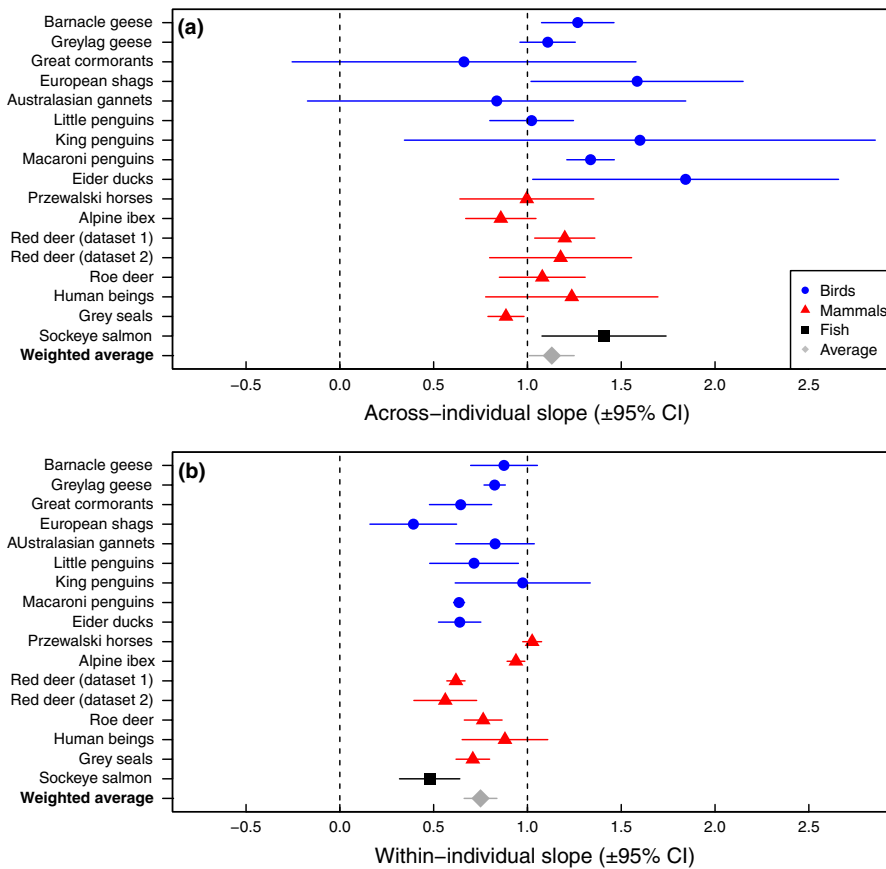 (a)
Barnacle geese
Greylag geese
Great cormorants
European shags
Australasian gannets
Little penguins
King penguins
Macaroni penguins
Eider ducks
Przewalski horses
Alpine ibex
Red deer (dataset 1)
Red deer (dataset 2)
Roe deer
Human beings
Grey seals
Sockeye salmon
Weighted average
Birds
Mammals
Fish
Average
−0.5 0.0 0.5 1.0 1.5 2.0 2.5
Across−individual slope (±95% CI)
(b)
Barnacle geese
Greylag geese
Great cormorants
European shags
AUstralasian gannets
Little penguins
King penguins
Macaroni penguins
Eider ducks
Przewalski horses
Alpine ibex
Red deer (dataset 1)
Red deer (dataset 2)
Roe deer
Human beings
Grey seals
Sockeye salmon
Weighted average
−0.5 0.0 0.5 1.0 1.5 2.0 2.5
Within−individual slope (±95% CI)